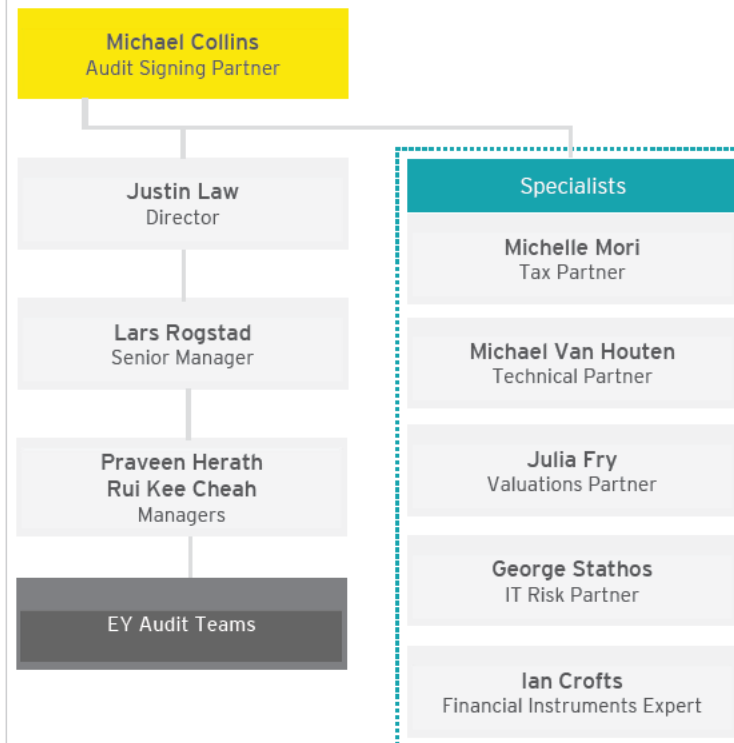 Michael Collins
Audit Signing Partner
Justin Law
Director
Lars Rogstad
Senior Manager
Praveen Herath
Rui Kee Cheah
Managers
EY Audit Teams
Specialists
Michelle Mori
Tax Partner
Michael Van Houten
Technical Partner
Julia Fry
Valuations Partner
George Stathos
IT Risk Partner
Ian Crofts
Financial Instruments Expert